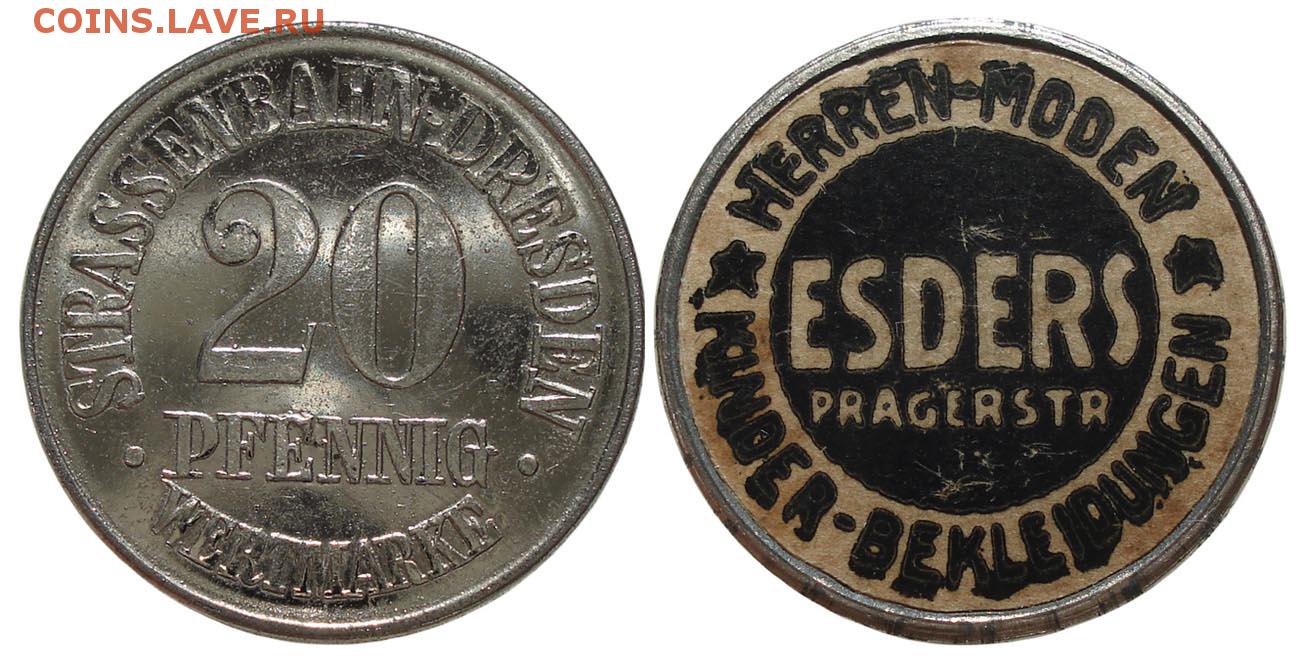 COINS.LAVE.RU
STRASSENBAHN-DRESDEN
20
PFENNIG
WERTMARKE
HERREN-MODEN
ESDERS
PRAGERSTR
KINDER-BEKLEIDUNGEN